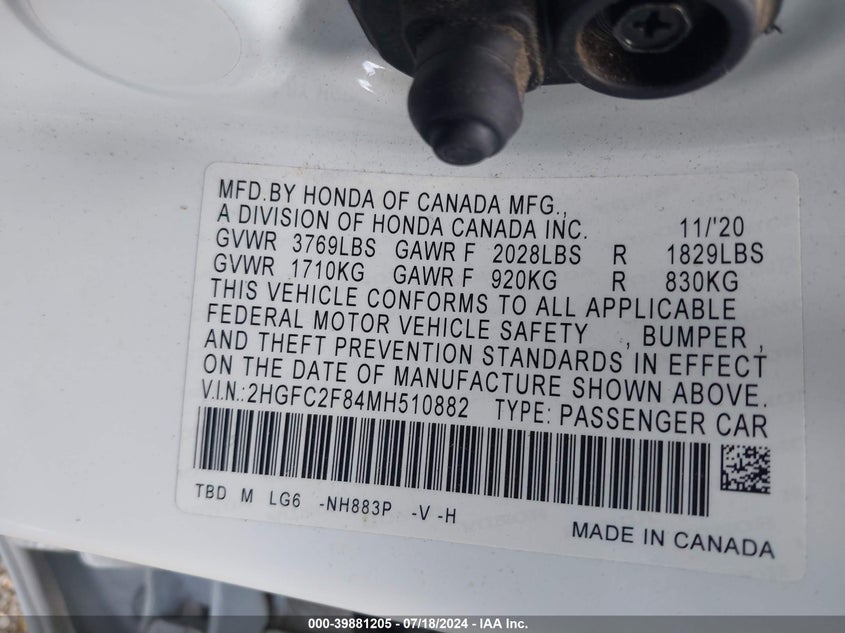 MFD.BY HONDA OF CANADA MFG.,
A DIVISION OF HONDA CANADA INC. 11/'20
GVWR 3769LBS GAWR F 2028LBS R 1829LBS
GVWR 1710KG GAWR F 920KG R 830KG
THIS VEHICLE CONFORMS TO ALL APPLICABLE
FEDERAL MOTOR VEHICLE SAFETY , BUMPER ,
AND THEFT PREVENTION STANDARDS IN EFFECT
ON THE DATE OF MANUFACTURE SHOWN ABOVE.
V.I.N.:2HGFC2F84MH510882 TYPE: PASSENGER CAR
TBD M LG6 -NH883P -V -H
MADE IN CANADA
000-39881205 - 07/18/2024 - IAA Inc.